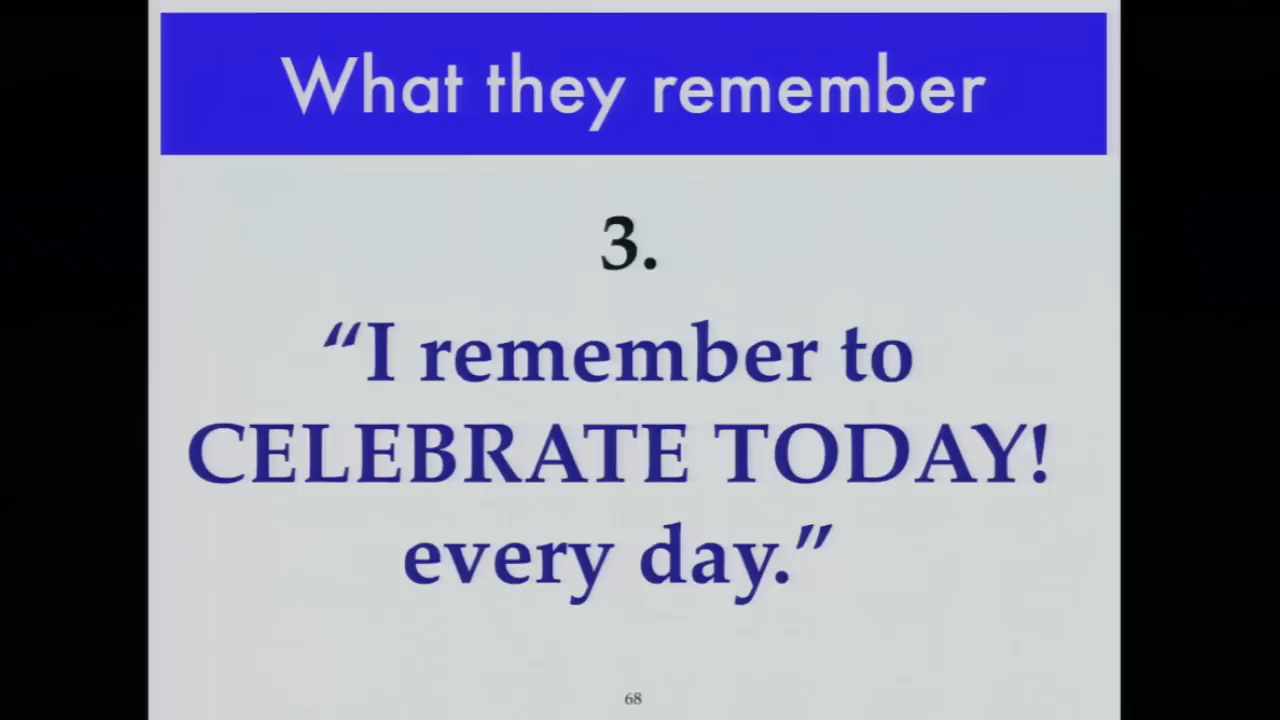 What they remember
3.
“I remember to
CELEBRATE TODAY!
every day.”
68